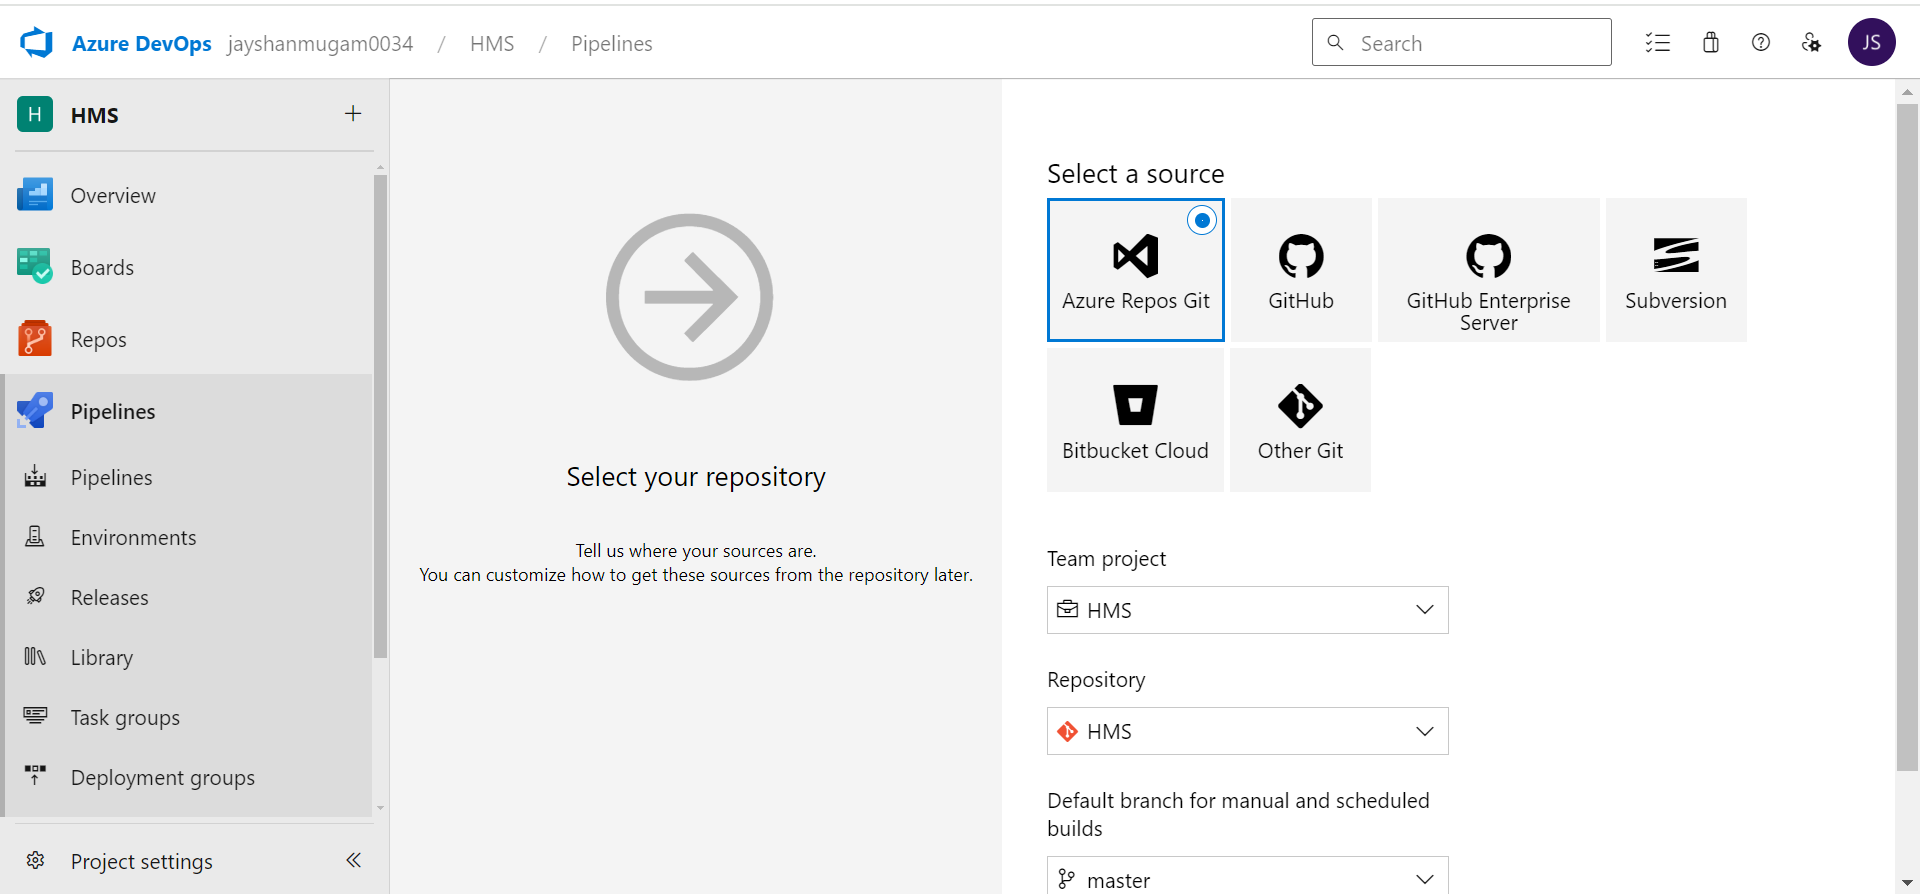 Azure DevOps jayshanmugam0034 / HMS / Pipelines
Search
JS
H HMS
Overview
Boards
Repos
Pipelines
Pipelines
Environments
Releases
Library
Task groups
Deployment groups
Project settings
Select your repository
Tell us where your sources are.
You can customize how to get these sources from the repository later.
Select a source
Azure Repos Git
GitHub
GitHub Enterprise
Server
Subversion
Bitbucket Cloud
Other Git
Team project
HMS
Repository
HMS
Default branch for manual and scheduled
builds
master